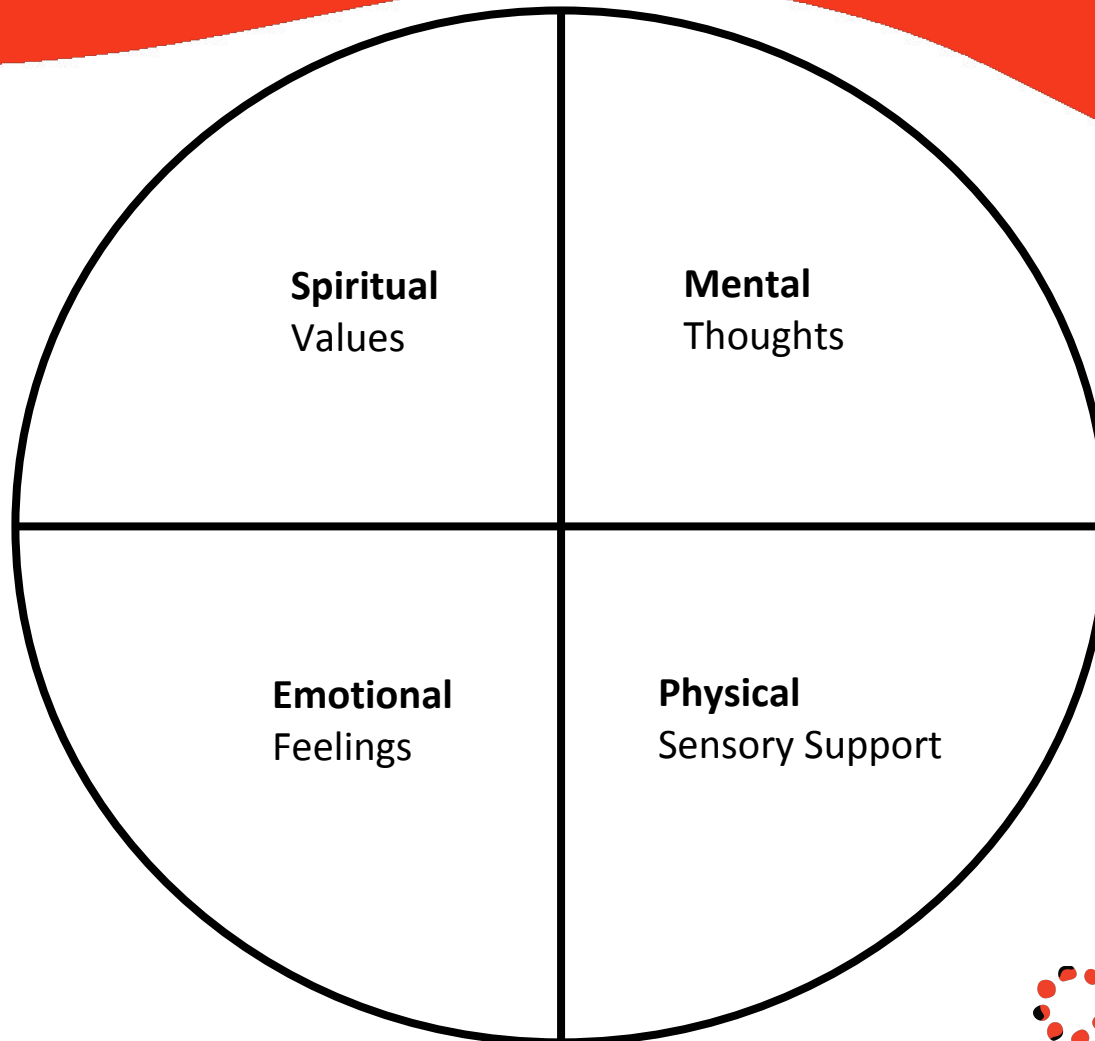 Spiritual
Values
Mental
Thoughts
Emotional
Feelings
Physical
Sensory Support